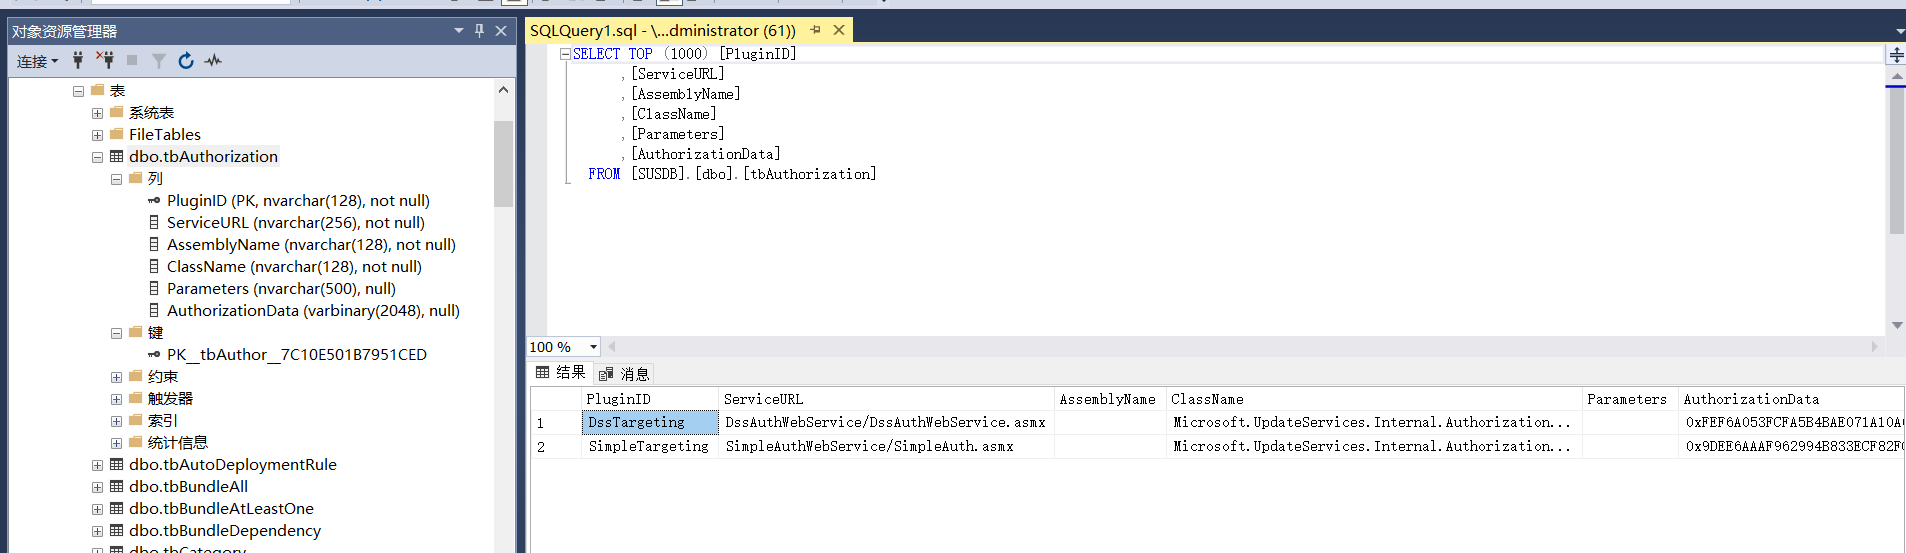 对象资源管理器
连接
表
系统表
FileTables
dbo.tbAuthorization
列
PluginID (PK, nvarchar(128), not null)
ServiceURL (nvarchar(256), not null)
AssemblyName (nvarchar(128), not null)
ClassName (nvarchar(128), not null)
Parameters (nvarchar(500), null)
AuthorizationData (varbinary(2048), null)
键
PK__tbAuthor__7C10E501B7951CED
约束
触发器
索引
统计信息
dbo.tbAutoDeploymentRule
dbo.tbBundleAll
dbo.tbBundleAtLeastOne
dbo.tbBundleDependency
dbo.tbCategory
SQLQuery1.sql - \...dministrator (61))
SELECT TOP (1000) [PluginID]
,[ServiceURL]
,[AssemblyName]
,[ClassName]
,[Parameters]
,[AuthorizationData]
FROM [SUSDB].[dbo].[tbAuthorization]
100 %
结果 消息
PluginID ServiceURL AssemblyName ClassName Parameters AuthorizationData
1 DssTargeting DssAuthWebService/DssAuthWebService.asmx Microsoft.UpdateServices.Internal.Authorization... 0xFEF6A053FCFA5B4BAE071A10A
2 SimpleTargeting SimpleAuthWebService/SimpleAuth.asmx Microsoft.UpdateServices.Internal.Authorization... 0x9DEE6AAAF962994B833ECF82F